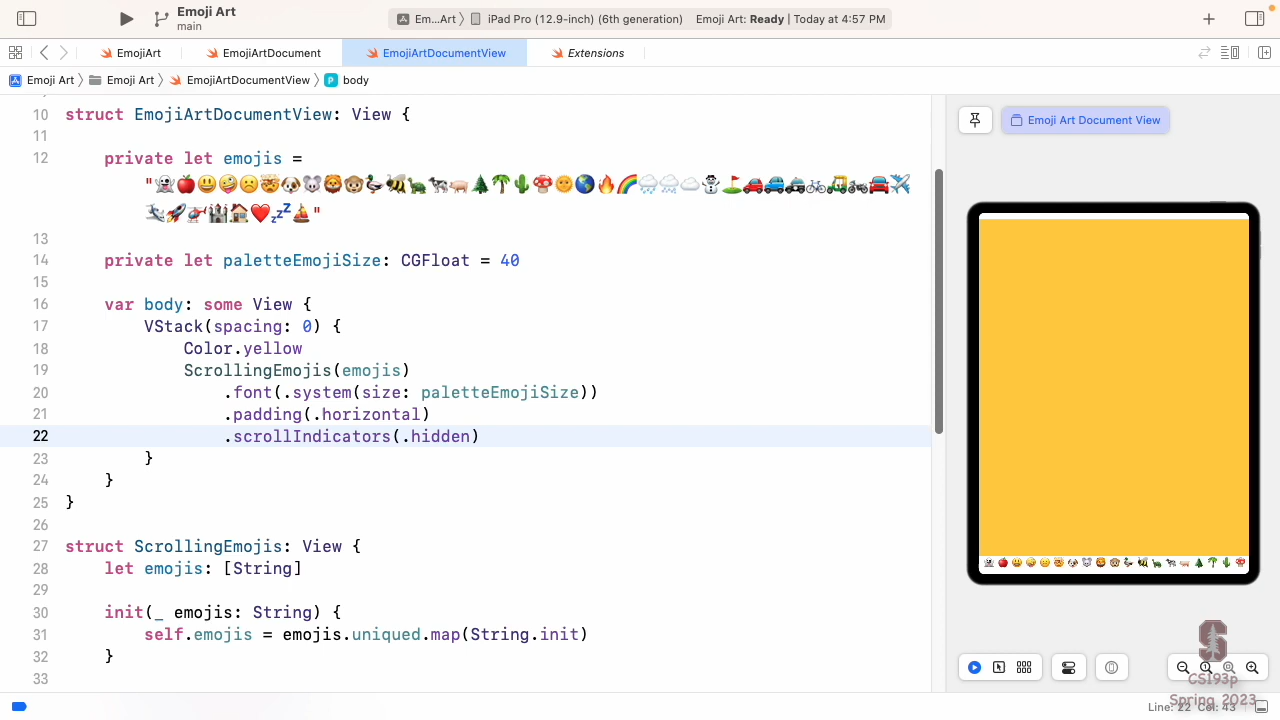 Emoji Art
main
Em...Art 〉 iPad Pro (12.9-inch) (6th generation) Emoji Art: Ready | Today at 4:57 PM
EmojiArt EmojiArtDocument EmojiArtDocumentView Extensions
Emoji Art 〉 Emoji Art 〉 EmojiArtDocumentView 〉 P body
10 struct EmojiArtDocumentView: View {
11
12 private let emojis =
"👻🍎😃🤪☹️🤯🐶🐭🦁🐵🦆🐝🐢🐄🐖🌲🌴🌵🍄🌞🌎🔥🌈🌧️🌨️☁️⛄️⛳️🚗🚙🚓🚲🛺🏍️🚘✈️
🛩️🚀🚁🏰🏠❤️💤⛵️"
13
14 private let paletteEmojiSize: CGFloat = 40
15
16 var body: some View {
17 VStack(spacing: 0) {
18 Color.yellow
19 ScrollingEmojis(emojis)
20 .font(.system(size: paletteEmojiSize))
21 .padding(.horizontal)
22 .scrollIndicators(.hidden)
23 }
24 }
25 }
26
27 struct ScrollingEmojis: View {
28 let emojis: [String]
29
30 init(_ emojis: String) {
31 self.emojis = emojis.uniqued.map(String.init)
32 }
33
Emoji Art Document View
S
CS193p
Spring 2023
Line: 22 Col: 43